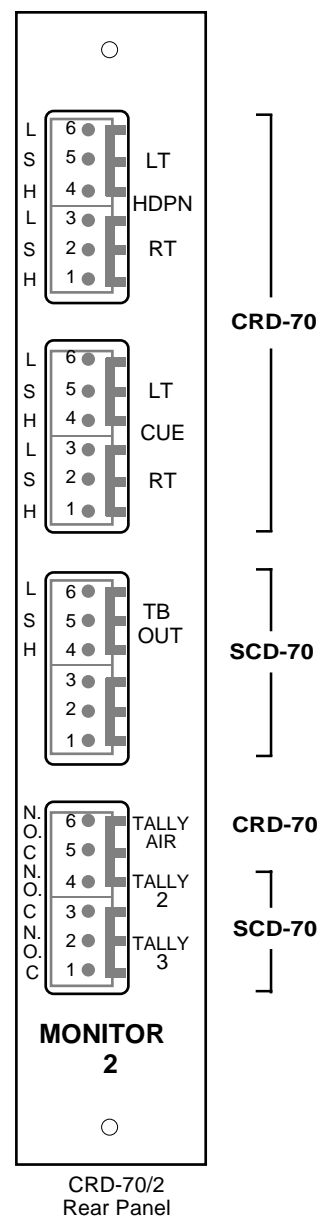 L 6
S 5 LT
H 4
HDPN
L 3
S 2 RT
H 1
CRD-70
L 6
S 5 LT
H 4
CUE
L 3
S 2 RT
H 1
L 6
S 5 TB
H 4 OUT
3
2
1
SCD-70
N.
O. 6 TALLY
C 5 AIR
CRD-70
N.
O. 4 TALLY
C 3 2
N.
O. 2 TALLY
C 1 3
SCD-70
MONITOR
2
CRD-70/2
Rear Panel